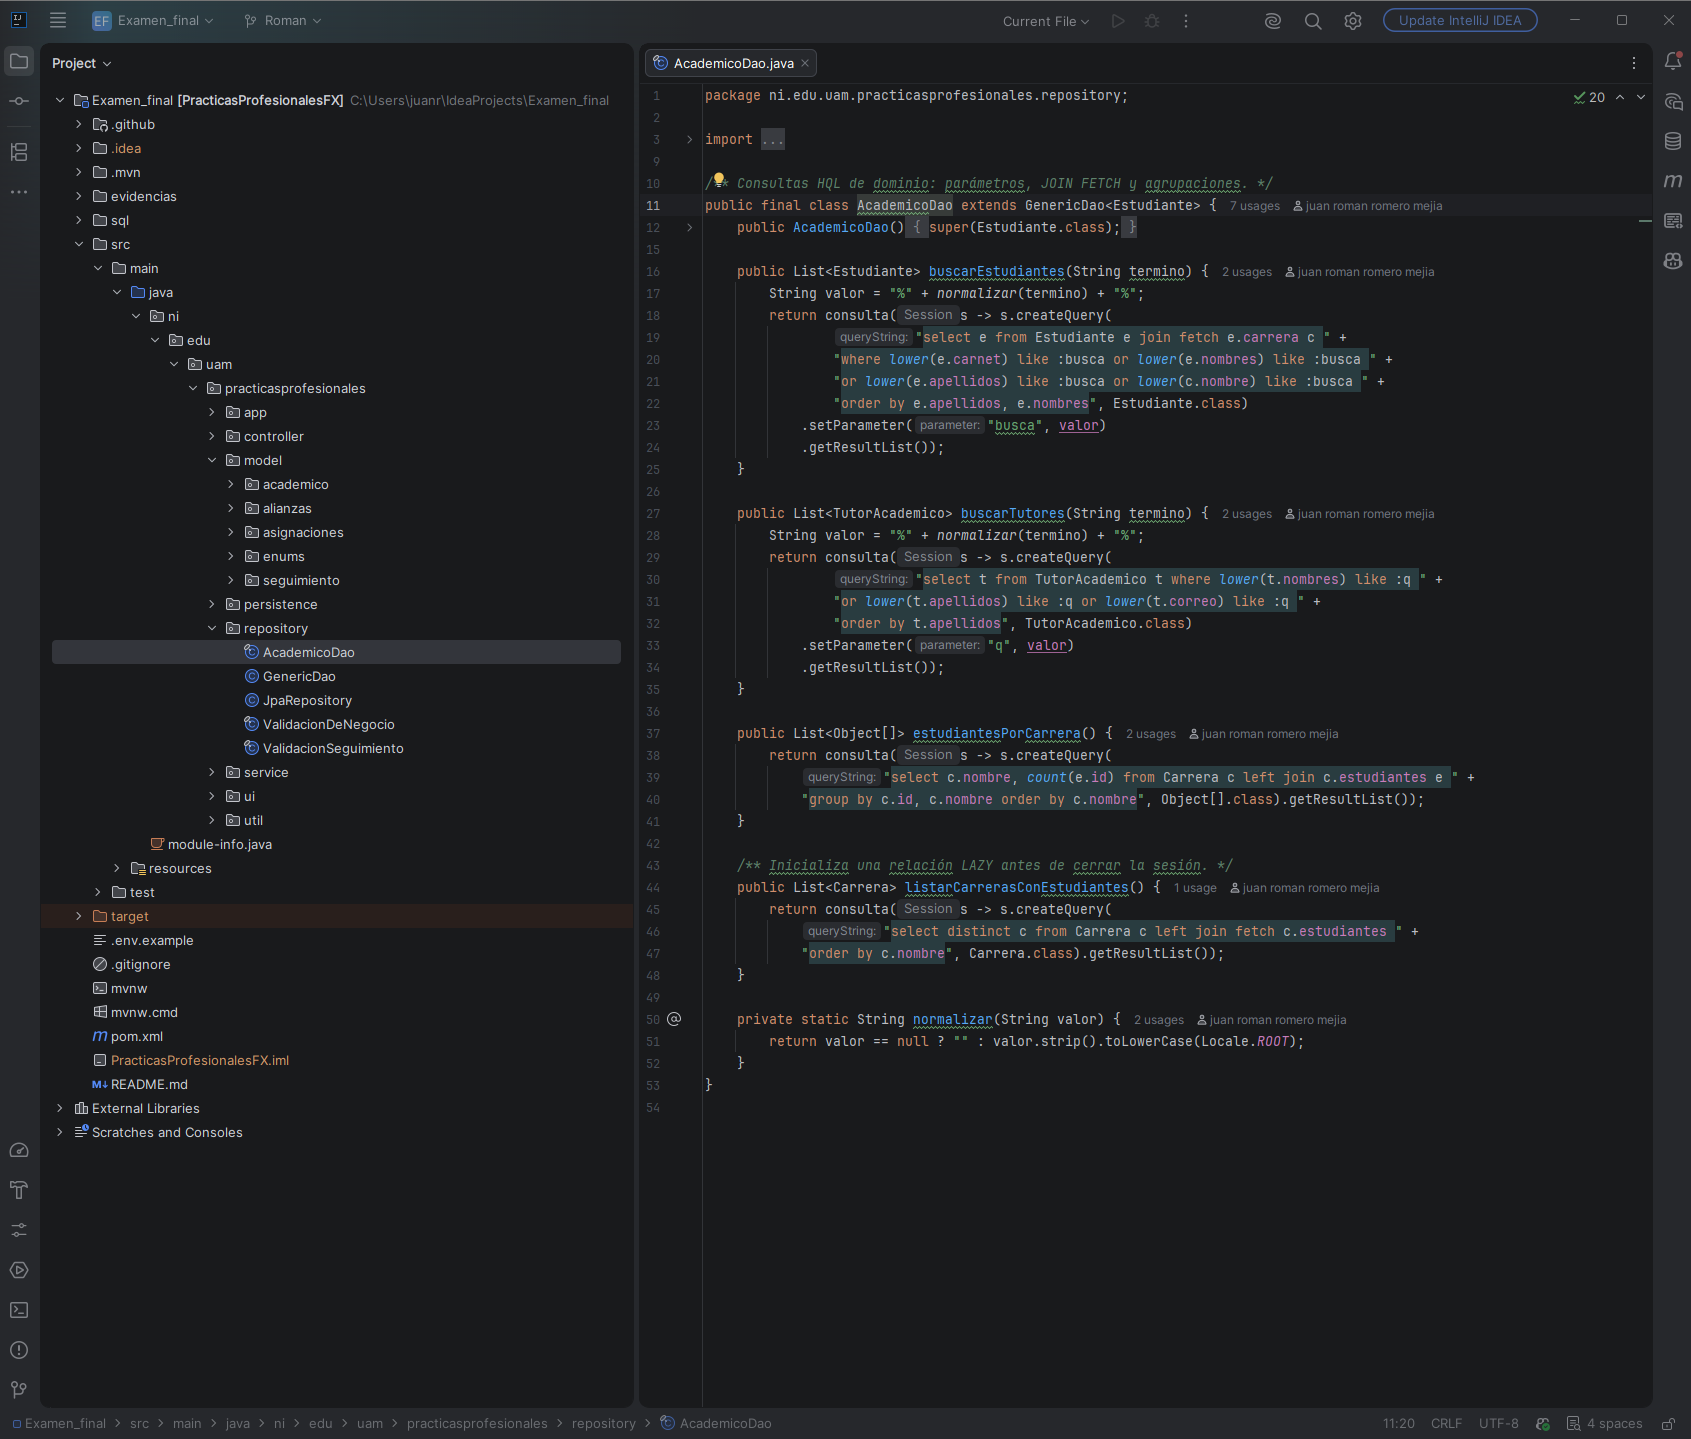 EF Examen_final Roman Current File Update IntelliJ IDEA
Project
Examen_final [PracticasProfesionalesFX] C:\Users\juanr\IdeaProjects\Examen_final
.github
.idea
.mvn
evidencias
sql
src
main
java
ni
edu
uam
practicasprofesionales
app
controller
model
academico
alianzas
asignaciones
enums
seguimiento
persistence
repository
AcademicoDao
GenericDao
JpaRepository
ValidacionDeNegocio
ValidacionSeguimiento
service
ui
util
module-info.java
resources
test
target
.env.example
.gitignore
mvnw
mvnw.cmd
pom.xml
PracticasProfesionalesFX.iml
README.md
External Libraries
Scratches and Consoles
AcademicoDao.java
20
1 package ni.edu.uam.practicasprofesionales.repository;
2
3 import ...
9
10 /** Consultas HQL de dominio: parámetros, JOIN FETCH y agrupaciones. */
11 public final class AcademicoDao extends GenericDao<Estudiante> { 7 usages juan roman romero mejia
12 public AcademicoDao() { super(Estudiante.class); }
15
16 public List<Estudiante> buscarEstudiantes(String termino) { 2 usages juan roman romero mejia
17 String valor = "%" + normalizar(termino) + "%";
18 return consulta( Session s -> s.createQuery(
19 queryString: "select e from Estudiante e join fetch e.carrera c " +
20 "where lower(e.carnet) like :busca or lower(e.nombres) like :busca " +
21 "or lower(e.apellidos) like :busca or lower(c.nombre) like :busca " +
22 "order by e.apellidos, e.nombres", Estudiante.class)
23 .setParameter( parameter: "busca", valor)
24 .getResultList());
25 }
26
27 public List<TutorAcademico> buscarTutores(String termino) { 2 usages juan roman romero mejia
28 String valor = "%" + normalizar(termino) + "%";
29 return consulta( Session s -> s.createQuery(
30 queryString: "select t from TutorAcademico t where lower(t.nombres) like :q " +
31 "or lower(t.apellidos) like :q or lower(t.correo) like :q " +
32 "order by t.apellidos", TutorAcademico.class)
33 .setParameter( parameter: "q", valor)
34 .getResultList());
35 }
36
37 public List<Object[]> estudiantesPorCarrera() { 2 usages juan roman romero mejia
38 return consulta( Session s -> s.createQuery(
39 queryString: "select c.nombre, count(e.id) from Carrera c left join c.estudiantes e " +
40 "group by c.id, c.nombre order by c.nombre", Object[].class).getResultList());
41 }
42
43 /** Inicializa una relación LAZY antes de cerrar la sesión. */
44 public List<Carrera> listarCarrerasConEstudiantes() { 1 usage juan roman romero mejia
45 return consulta( Session s -> s.createQuery(
46 queryString: "select distinct c from Carrera c left join fetch c.estudiantes " +
47 "order by c.nombre", Carrera.class).getResultList());
48 }
49
50 private static String normalizar(String valor) { 2 usages juan roman romero mejia
51 return valor == null ? "" : valor.strip().toLowerCase(Locale.ROOT);
52 }
53 }
54
Examen_final > src > main > java > ni > edu > uam > practicasprofesionales > repository > AcademicoDao 11:20 CRLF UTF-8 4 spaces